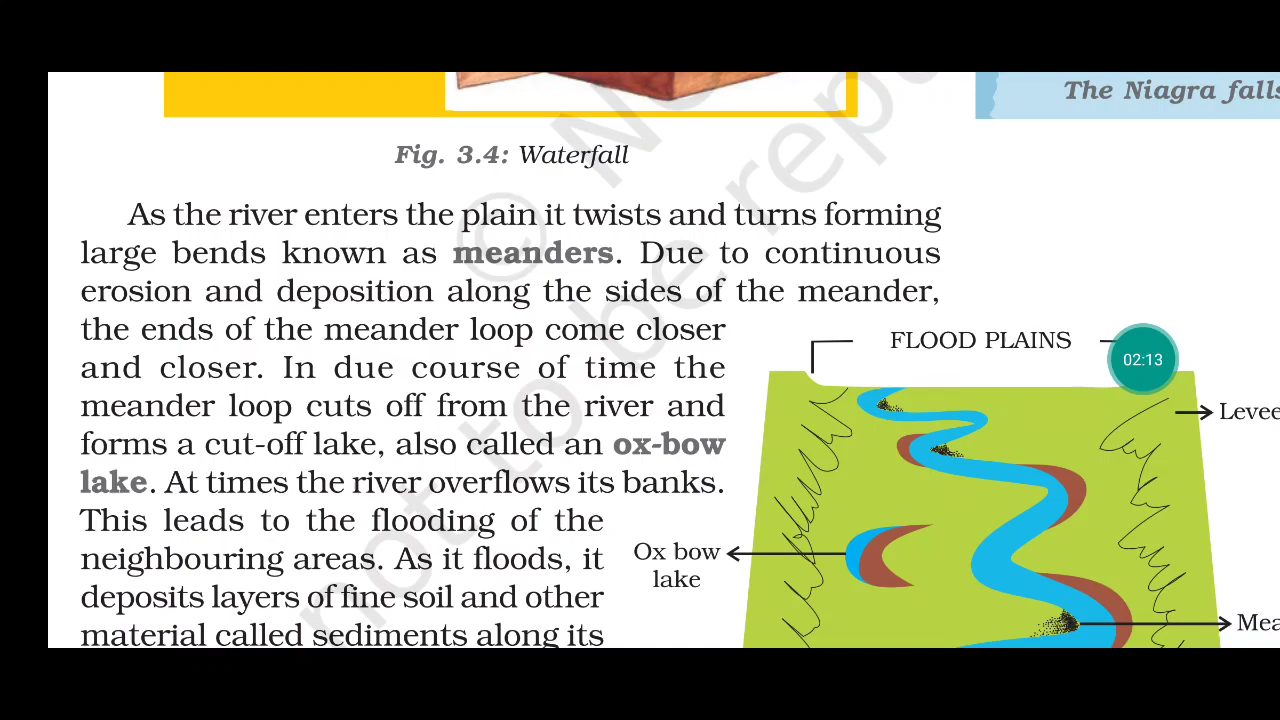 The Niagra falls
Fig. 3.4: Waterfall
As the river enters the plain it twists and turns forming
large bends known as meanders. Due to continuous
erosion and deposition along the sides of the meander,
the ends of the meander loop come closer
and closer. In due course of time the
meander loop cuts off from the river and
forms a cut-off lake, also called an ox-bow
lake. At times the river overflows its banks.
This leads to the flooding of the
neighbouring areas. As it floods, it
deposits layers of fine soil and other
material called sediments along its
FLOOD PLAINS
02:13
Levee
Ox bow
lake
Mea
© N
not to be repu